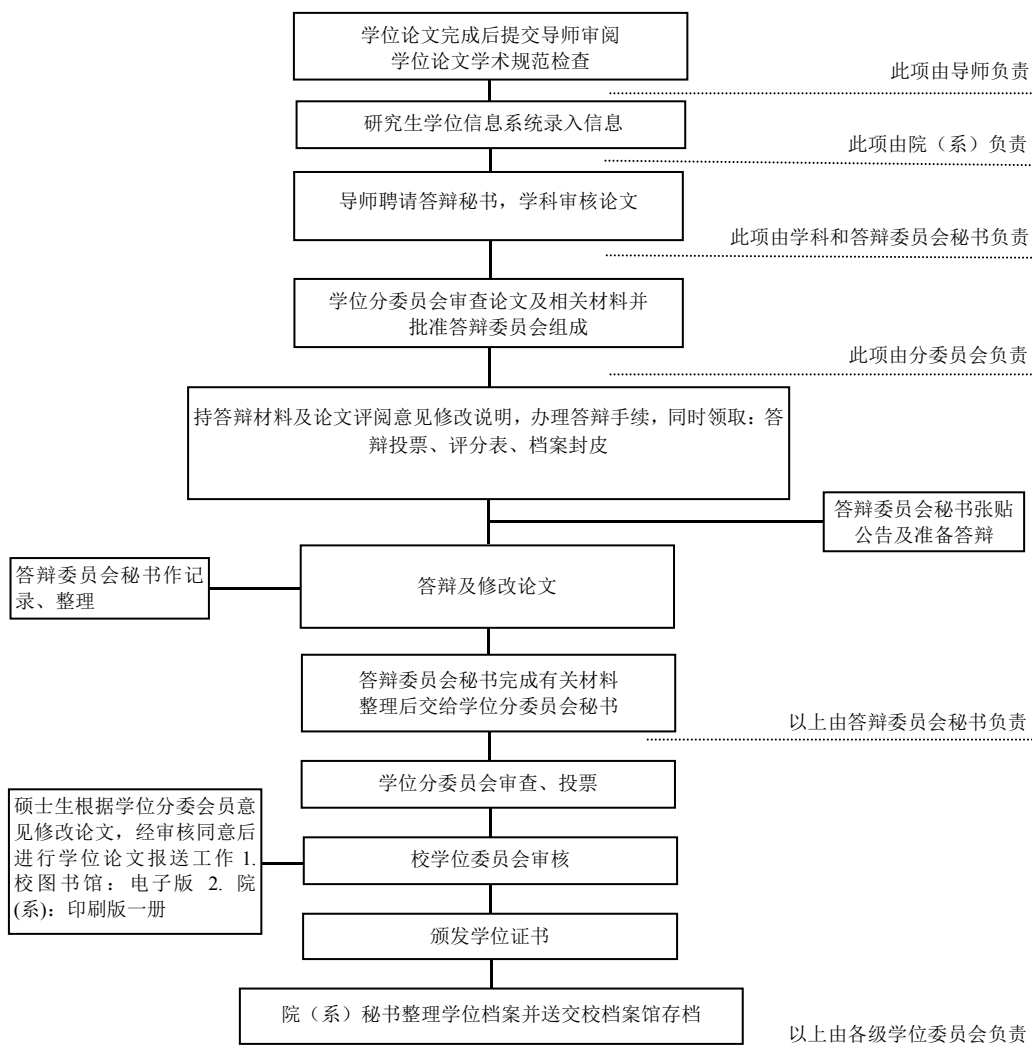 学位论文完成后提交导师审阅
学位论文学术规范检查
此项由导师负责
研究生学位信息系统录入信息
此项由院（系）负责
导师聘请答辩秘书，学科审核论文
此项由学科和答辩委员会秘书负责
学位分委员会审查论文及相关材料并
批准答辩委员会组成
此项由分委员会负责
持答辩材料及论文评阅意见修改说明，办理答辩手续，同时领取：答
辩投票、评分表、档案封皮
答辩委员会秘书张贴
公告及准备答辩
答辩委员会秘书作记
录、整理
答辩及修改论文
答辩委员会秘书完成有关材料
整理后交给学位分委员会秘书
以上由答辩委员会秘书负责
学位分委员会审查、投票
硕士生根据学位分委会员意
见修改论文，经审核同意后
进行学位论文报送工作 1.
校图书馆：电子版 2. 院
(系)：印刷版一册
校学位委员会审核
颁发学位证书
院（系）秘书整理学位档案并送交校档案馆存档
以上由各级学位委员会负责